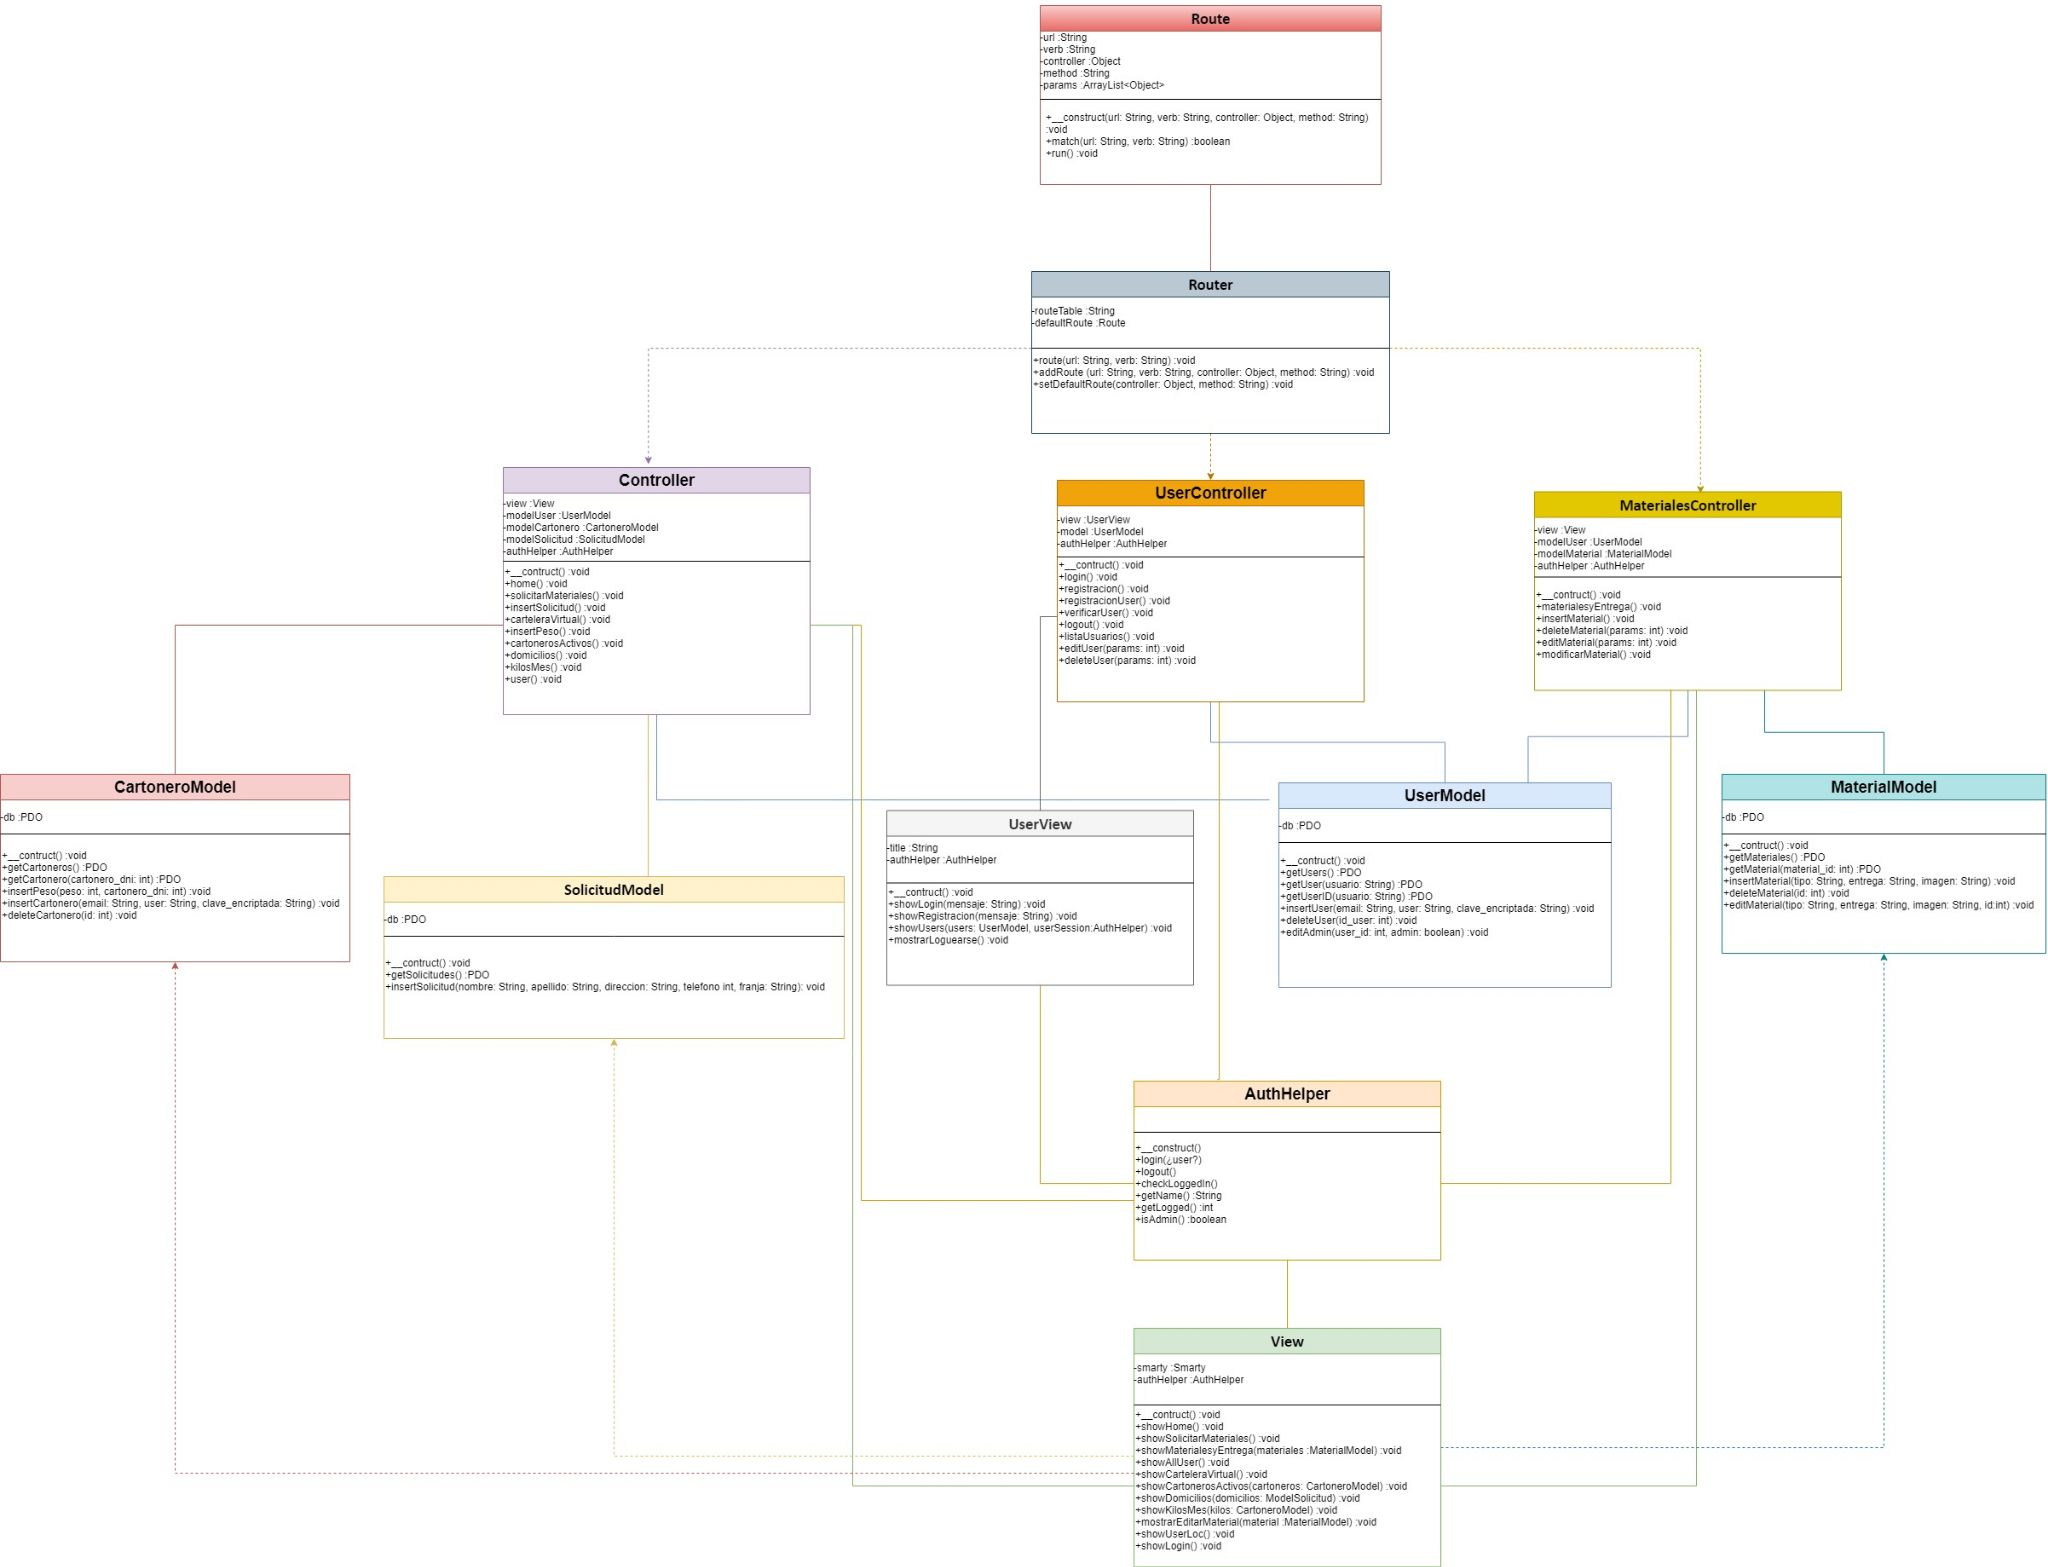 Route
-url :String
-verb :String
-controller :Object
-method :String
-params :ArrayList<Object>
+__construct(url: String, verb: String, controller: Object, method: String)
:void
+match(url: String, verb: String) :boolean
+run() :void
Router
-routeTable :String
-defaultRoute :Route
+route(url: String, verb: String) :void
+addRoute (url: String, verb: String, controller: Object, method: String) :void
+setDefaultRoute(controller: Object, method: String) :void
Controller
-view :View
-modelUser :UserModel
-modelCartonero :CartoneroModel
-modelSolicitud :SolicitudModel
-authHelper :AuthHelper
+__contruct() :void
+home() :void
+solicitarMateriales() :void
+insertSolicitud() :void
+carteleraVirtual() :void
+insertPeso() :void
+cartonerosActivos() :void
+domicilios() :void
+kilosMes() :void
+user() :void
UserController
-view :UserView
-model :UserModel
-authHelper :AuthHelper
+__contruct() :void
+login() :void
+registracion() :void
+registracionUser() :void
+verificarUser() :void
+logout() :void
+listaUsuarios() :void
+editUser(params: int) :void
+deleteUser(params: int) :void
MaterialesController
-view :View
-modelUser :UserModel
-modelMaterial :MaterialModel
-authHelper :AuthHelper
+__contruct() :void
+materialesyEntrega() :void
+insertMaterial() :void
+deleteMaterial(params: int) :void
+editMaterial(params: int) :void
+modificarMaterial() :void
CartoneroModel
-db :PDO
+__contruct() :void
+getCartoneros() :PDO
+getCartonero(cartonero_dni: int) :PDO
+insertPeso(peso: int, cartonero_dni: int) :void
+insertCartonero(email: String, user: String, clave_encriptada: String) :void
+deleteCartonero(id: int) :void
SolicitudModel
-db :PDO
+__contruct() :void
+getSolicitudes() :PDO
+insertSolicitud(nombre: String, apellido: String, direccion: String, telefono int, franja: String): void
UserView
-title :String
-authHelper :AuthHelper
+__contruct() :void
+showLogin(mensaje: String) :void
+showRegistracion(mensaje: String) :void
+showUsers(users: UserModel, userSession:AuthHelper) :void
+mostrarLoguearse() :void
UserModel
-db :PDO
+__contruct() :void
+getUsers() :PDO
+getUser(usuario: String) :PDO
+getUserID(usuario: String) :PDO
+insertUser(email: String, user: String, clave_encriptada: String) :void
+deleteUser(id_user: int) :void
+editAdmin(user_id: int, admin: boolean) :void
MaterialModel
-db :PDO
+__contruct() :void
+getMateriales() :PDO
+getMaterial(material_id: int) :PDO
+insertMaterial(tipo: String, entrega: String, imagen: String) :void
+deleteMaterial(id: int) :void
+editMaterial(tipo: String, entrega: String, imagen: String, id:int) :void
AuthHelper
+__construct()
+login(¿user?)
+logout()
+checkLoggedIn()
+getName() :String
+getLogged() :int
+isAdmin() :boolean
View
-smarty :Smarty
-authHelper :AuthHelper
+__contruct() :void
+showHome() :void
+showSolicitarMateriales() :void
+showMaterialesyEntrega(materiales :MaterialModel) :void
+showAllUser() :void
+showCarteleraVirtual() :void
+showCartonerosActivos(cartoneros: CartoneroModel) :void
+showDomicilios(domicilios: ModelSolicitud) :void
+showKilosMes(kilos: CartoneroModel) :void
+mostrarEditarMaterial(material :MaterialModel) :void
+showUserLoc() :void
+showLogin() :void